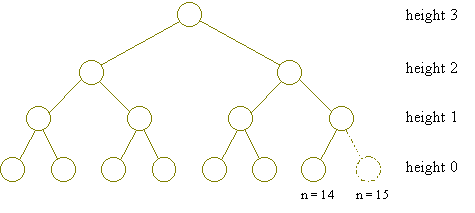 height 3
height 2
height 1
height 0
n = 14
n = 15